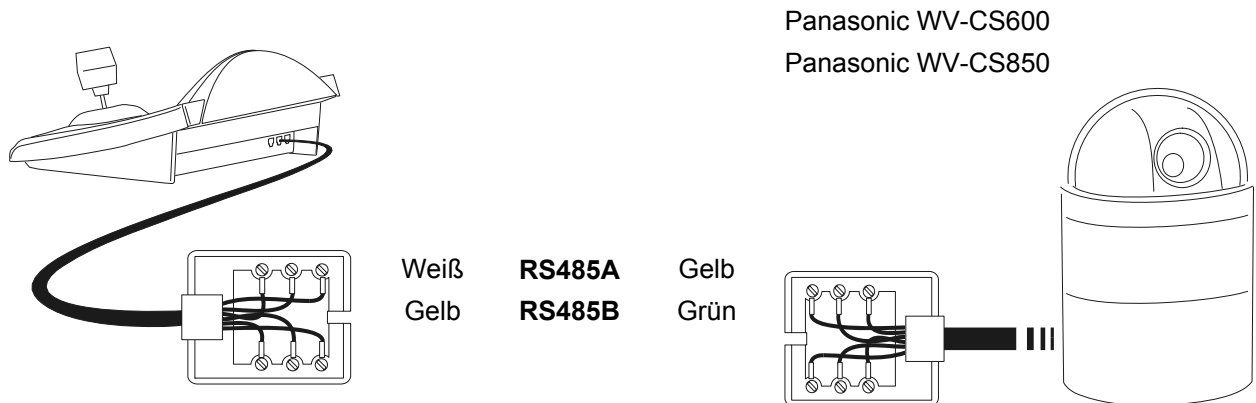 Panasonic WV-CS600
Panasonic WV-CS850
Weiß RS485A Gelb
Gelb RS485B Grün